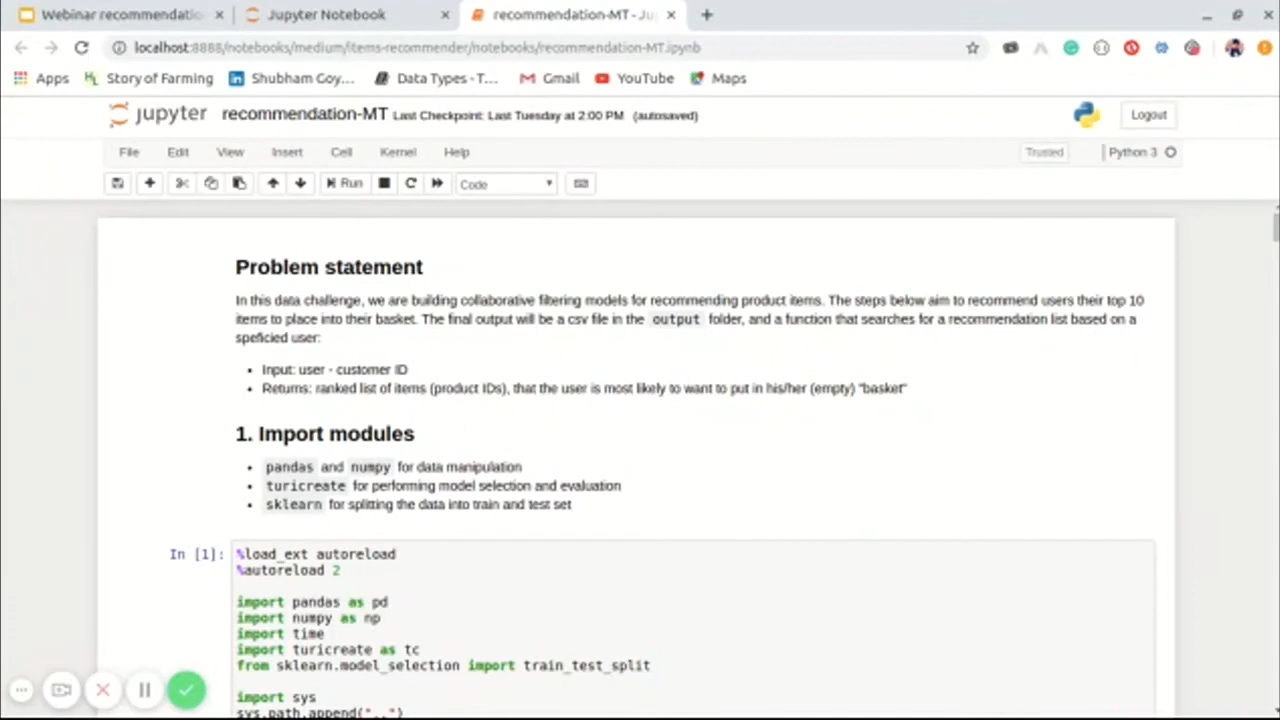 Webinar recommendatio
Jupyter Notebook
recommendation-MT - Ju
localhost:8888/notebooks/medium/items-recommender/notebooks/recommendation-MT.ipynb
Apps
Story of Farming
Shubham Goy...
Data Types - T...
Gmail
YouTube
Maps
jupyter recommendation-MT Last Checkpoint: Last Tuesday at 2:00 PM (autosaved)
Logout
File Edit View Insert Cell Kernel Help
Trusted
Python 3
Run
Code
Problem statement
In this data challenge, we are building collaborative filtering models for recommending product items. The steps below aim to recommend users their top 10
items to place into their basket. The final output will be a csv file in the output folder, and a function that searches for a recommendation list based on a
speficied user:
• Input: user - customer ID
• Returns: ranked list of items (product IDs), that the user is most likely to want to put in his/her (empty) "basket"
1. Import modules
• pandas and numpy for data manipulation
• turicreate for performing model selection and evaluation
• sklearn for splitting the data into train and test set
In [1]:
%load_ext autoreload
%autoreload 2
import pandas as pd
import numpy as np
import time
import turicreate as tc
from sklearn.model_selection import train_test_split
import sys
sys.path.append("..")